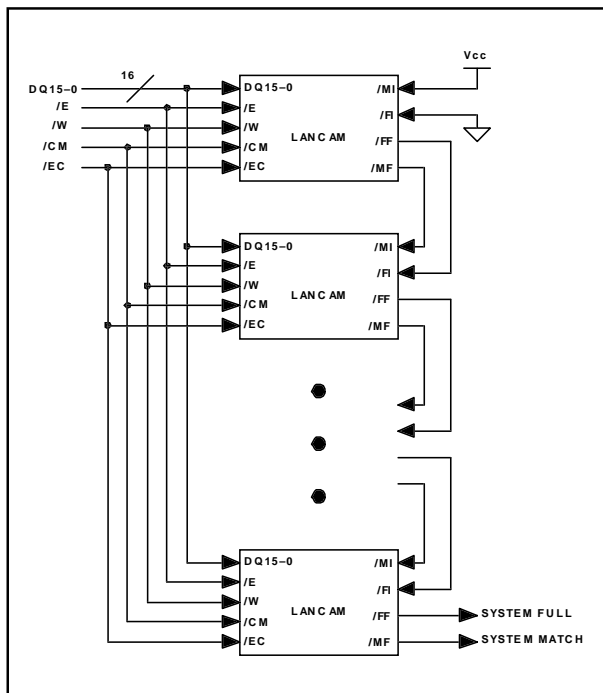 Vcc
16
DQ15–0
/E
/W
/CM
/EC
DQ15–0
/E
/W
/CM
/EC
LANCAM
/MI
/FI
/FF
/MF
DQ15–0
/E
/W
/CM
/EC
LANCAM
/MI
/FI
/FF
/MF
DQ15–0
/E
/W
/CM
/EC
LANCAM
/MI
/FI
/FF
/MF
SYSTEM FULL
SYSTEM MATCH